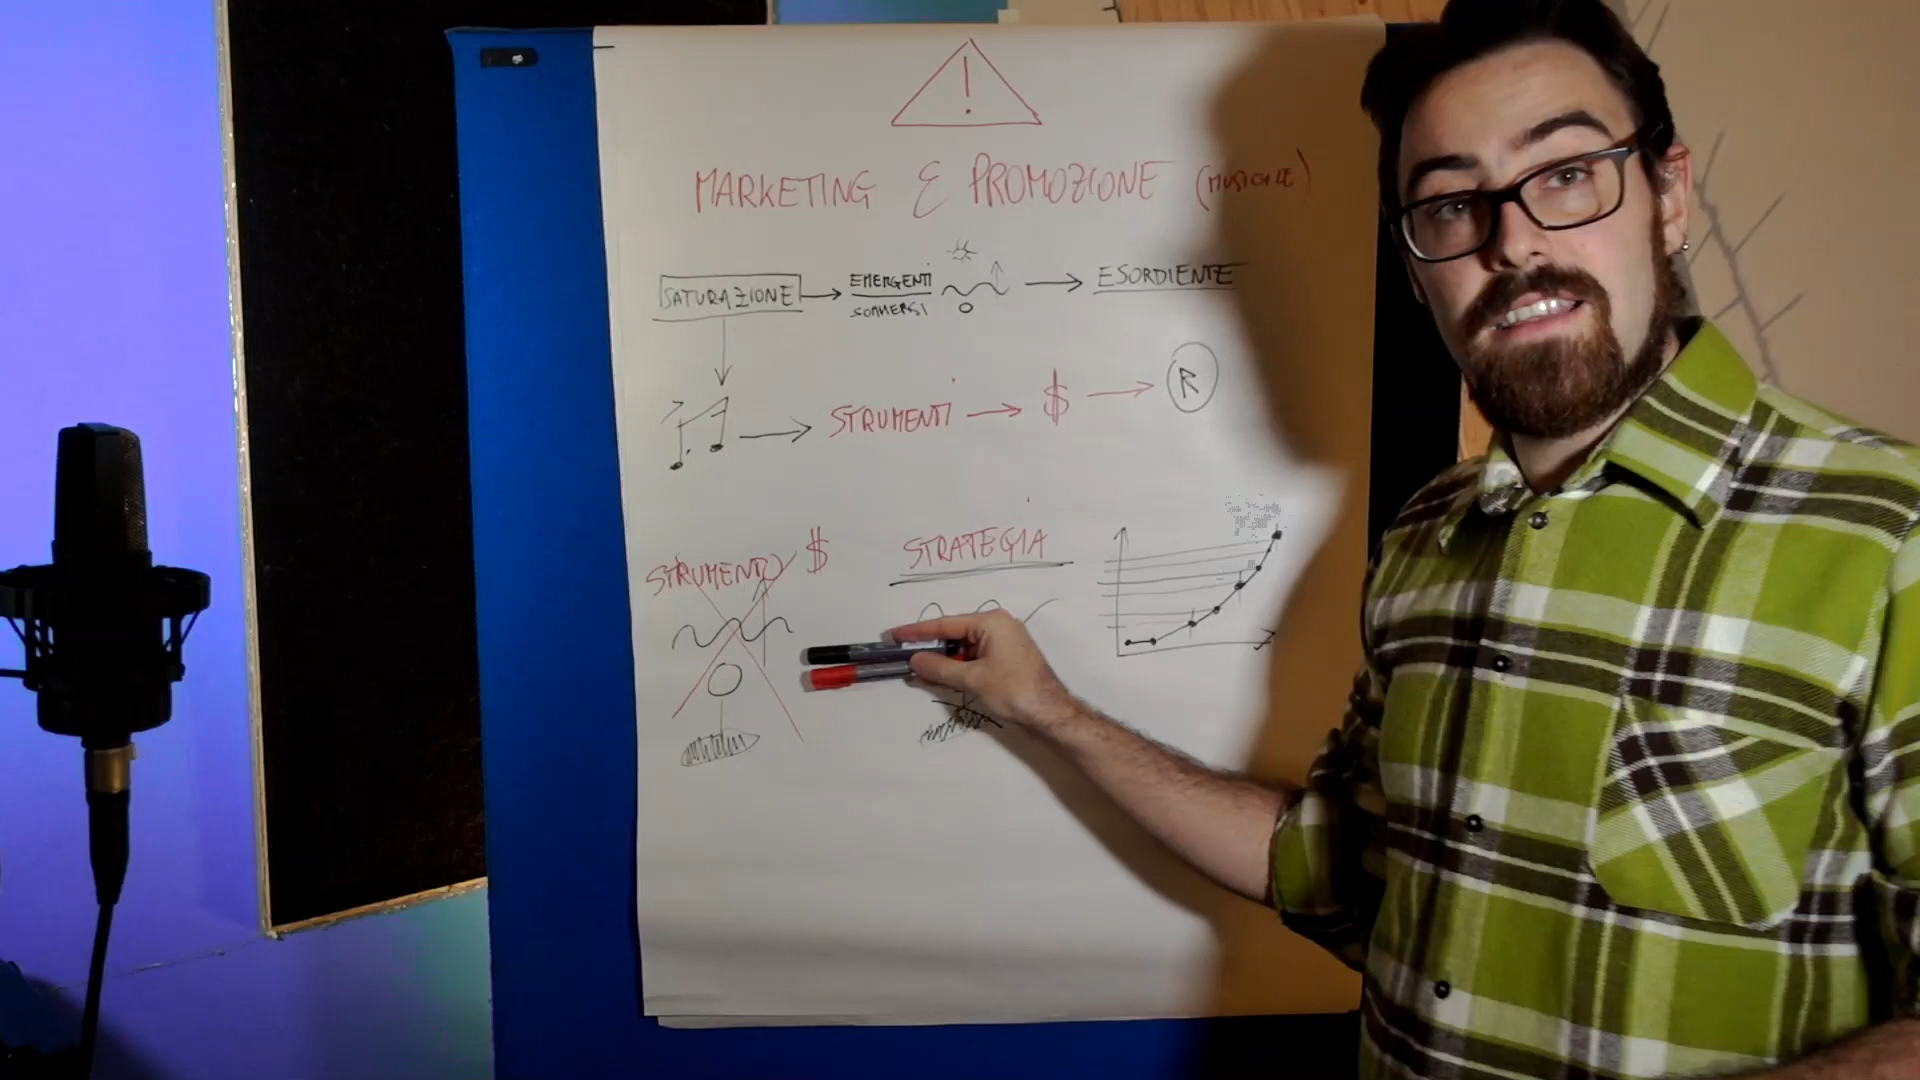 !
MARKETING & PROMOZIONE (MUSICALE)
SATURAZIONE → EMERGENTI → ESORDIENTE
SOMMERSI
→ STRUMENTI → $ → R
STRUMENTI $ STRATEGIA